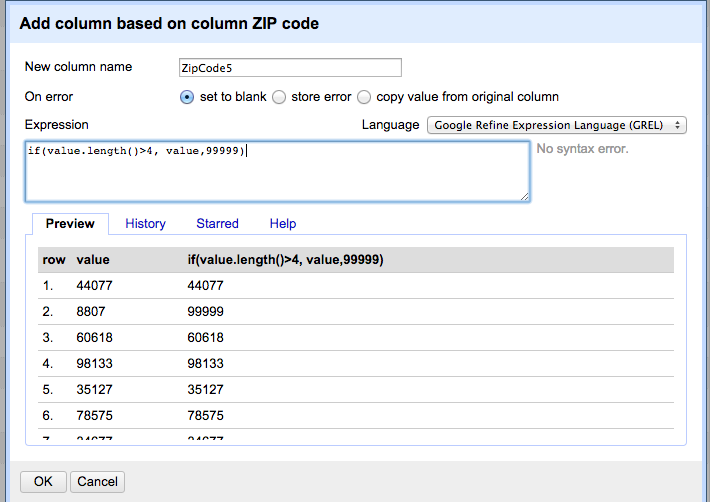 Add column based on column ZIP code
New column name ZipCode5
On error set to blank store error copy value from original column
Expression Language Google Refine Expression Language (GREL)
if(value.length()>4, value,99999) No syntax error.
Preview History Starred Help
row value if(value.length()>4, value,99999)
1. 44077 44077
2. 8807 99999
3. 60618 60618
4. 98133 98133
5. 35127 35127
6. 78575 78575
OK Cancel